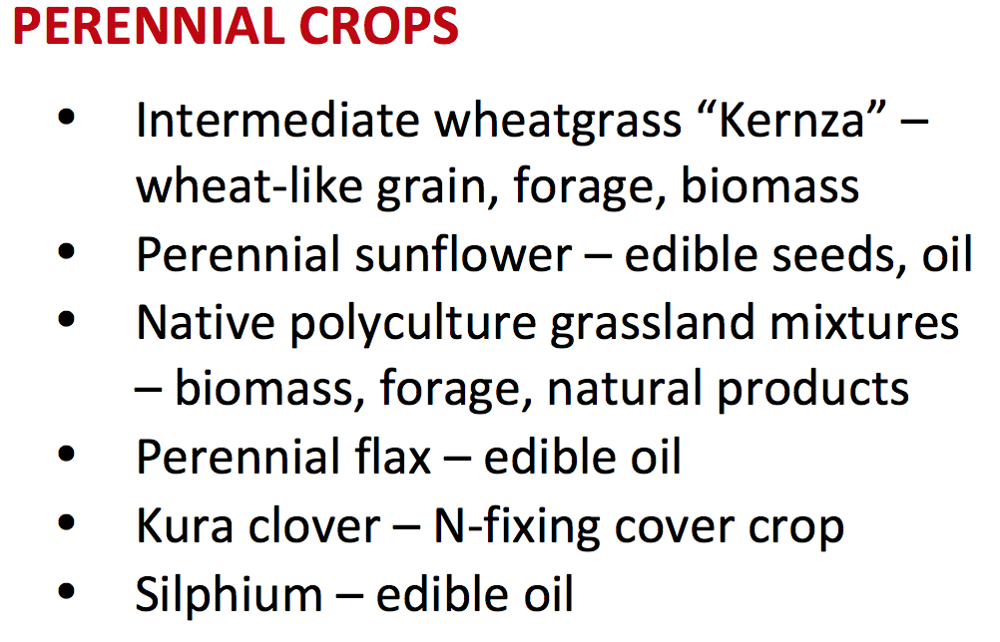 PERENNIAL CROPS
• Intermediate wheatgrass “Kernza” –
wheat-like grain, forage, biomass
• Perennial sunflower – edible seeds, oil
• Native polyculture grassland mixtures
– biomass, forage, natural products
• Perennial flax – edible oil
• Kura clover – N-fixing cover crop
• Silphium – edible oil